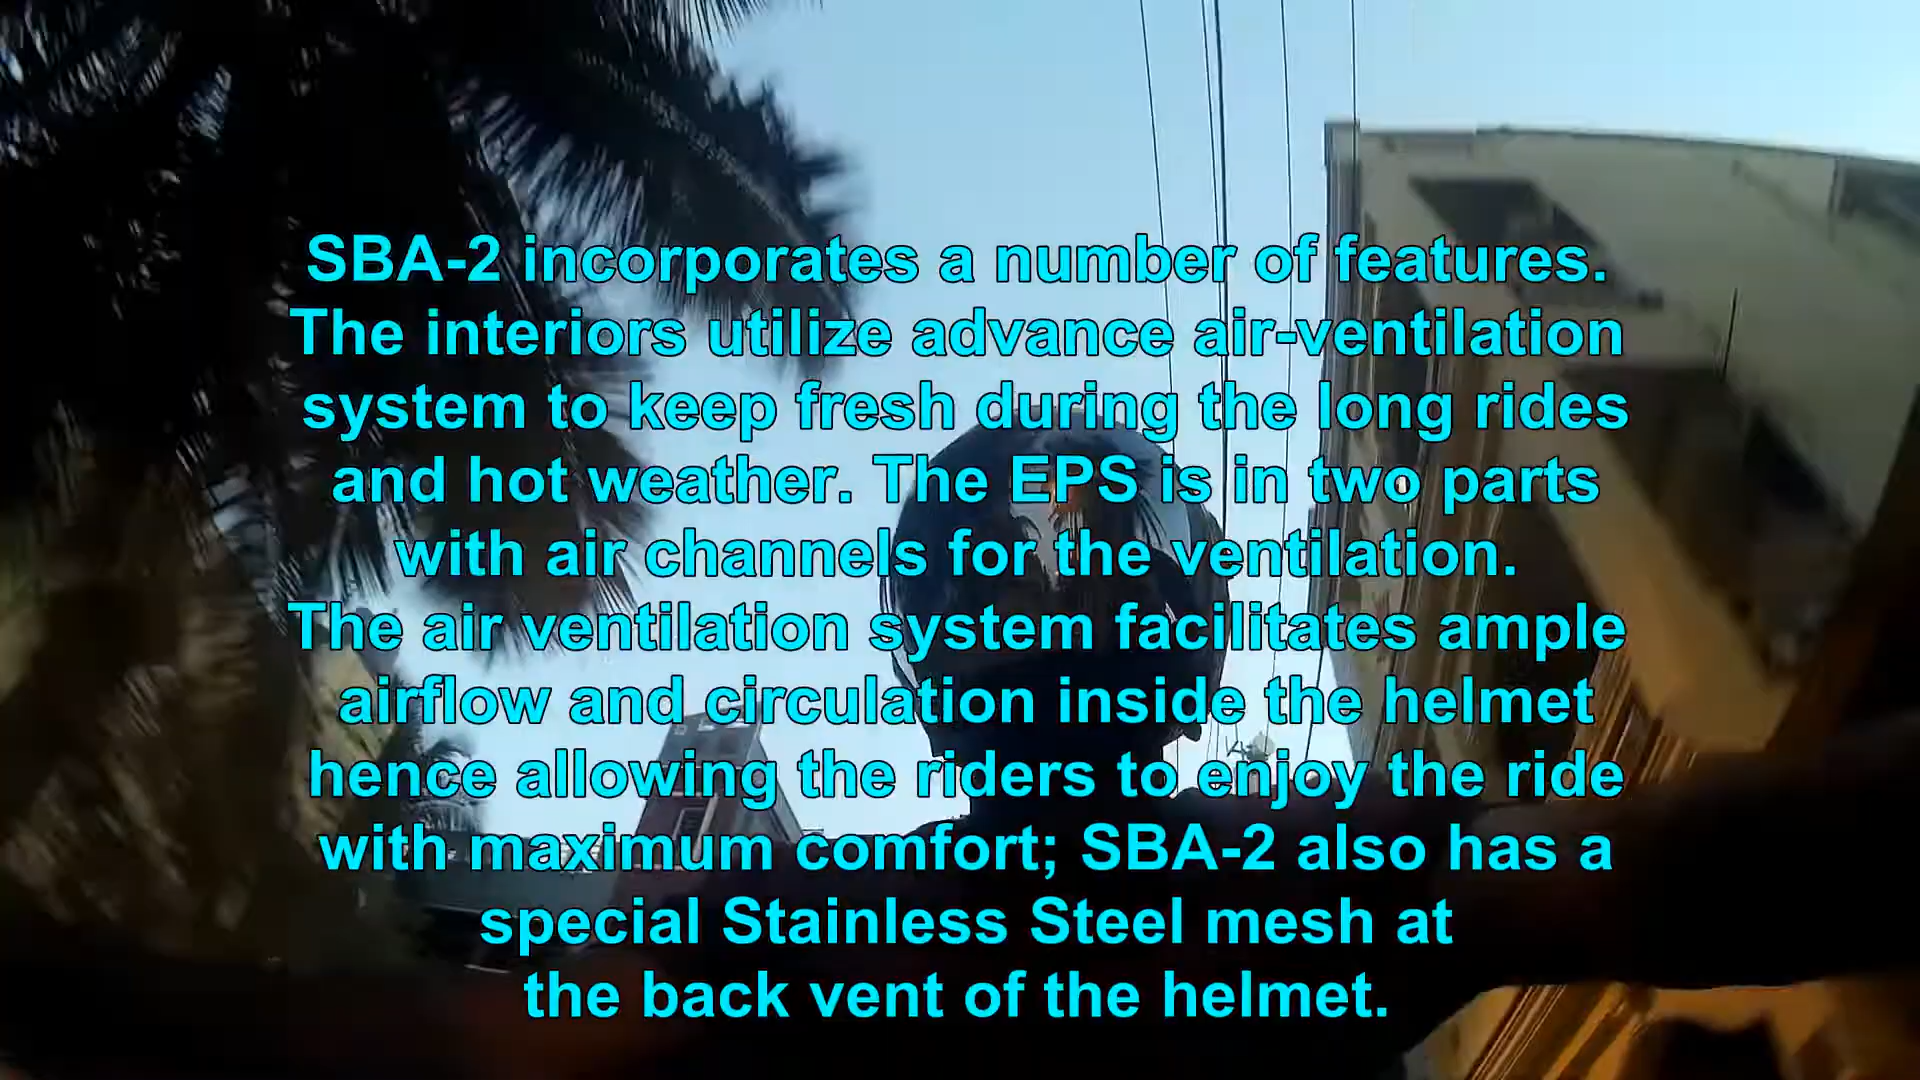 SBA-2 incorporates a number of features.
The interiors utilize advance air-ventilation
system to keep fresh during the long rides
and hot weather. The EPS is in two parts
with air channels for the ventilation.
The air ventilation system facilitates ample
airflow and circulation inside the helmet
hence allowing the riders to enjoy the ride
with maximum comfort; SBA-2 also has a
special Stainless Steel mesh at
the back vent of the helmet.